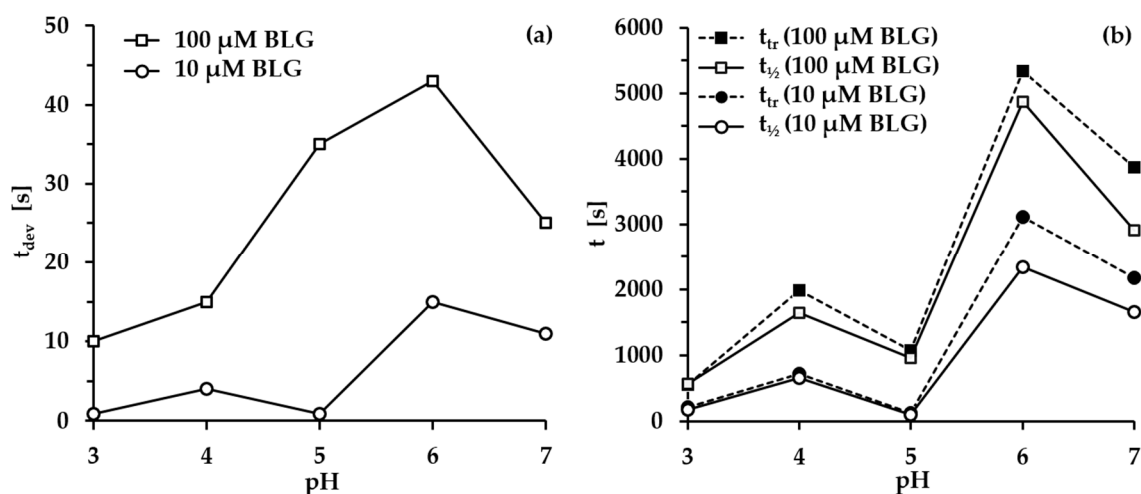 50
40
30
20
10
0
t_dev [s]
100 µM BLG
10 µM BLG
(a)
3 4 5 6 7
pH
6000
5000
4000
3000
2000
1000
0
t [s]
t_tr (100 µM BLG)
t_½ (100 µM BLG)
t_tr (10 µM BLG)
t_½ (10 µM BLG)
(b)
3 4 5 6 7
pH